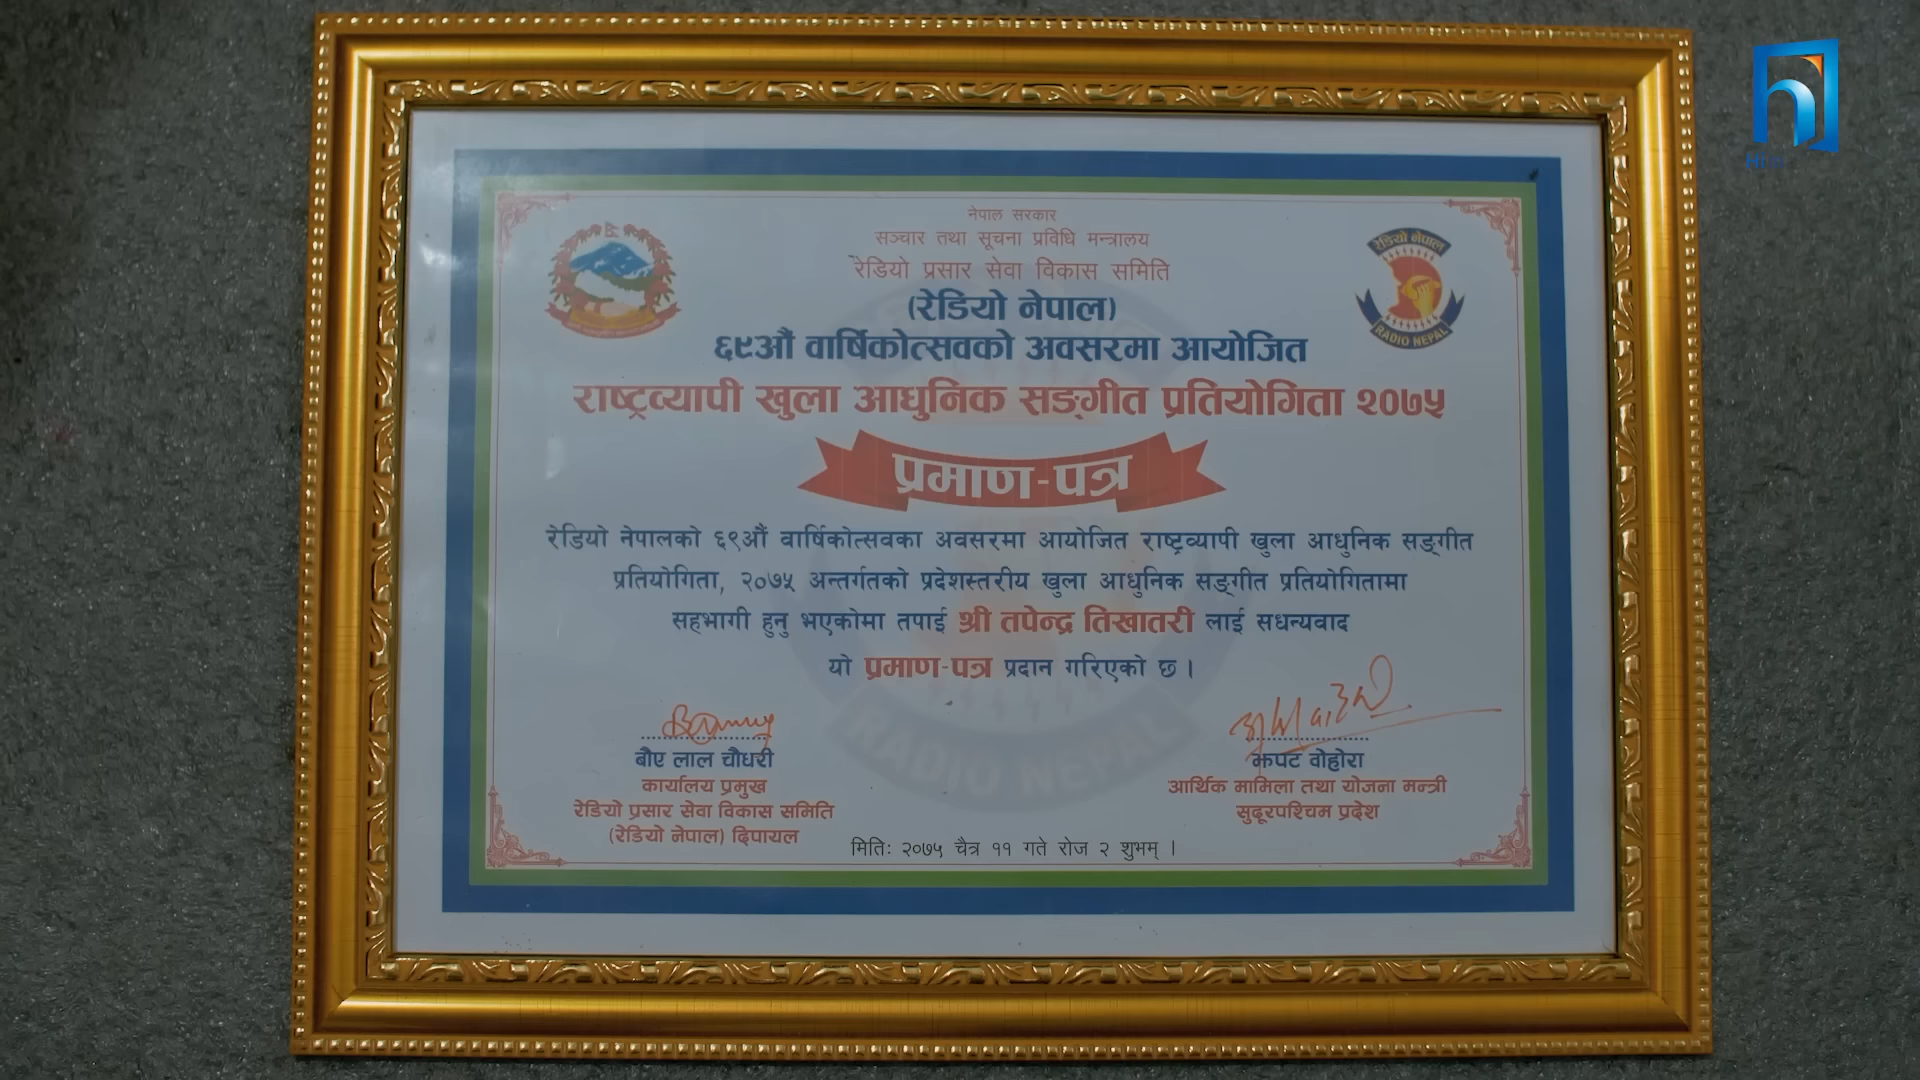 नेपाल सरकार
सञ्चार तथा सूचना प्रविधि मन्त्रालय
रेडियो प्रसार सेवा विकास समिति
(रेडियो नेपाल)
६९औं वार्षिकोत्सवको अवसरमा आयोजित
राष्ट्रव्यापी खुला आधुनिक सङ्गीत प्रतियोगिता २०७५
प्रमाण-पत्र
रेडियो नेपालको ६९औं वार्षिकोत्सवका अवसरमा आयोजित राष्ट्रव्यापी खुला आधुनिक सङ्गीत
प्रतियोगिता, २०७५ अन्तर्गतको प्रदेशस्तरीय खुला आधुनिक सङ्गीत प्रतियोगितामा
सहभागी हुनु भएकोमा तपाई श्री तपेन्द्र तिखातरी लाई सधन्यवाद
यो प्रमाण-पत्र प्रदान गरिएको छ ।
बौए लाल चौधरी
कार्यालय प्रमुख
रेडियो प्रसार सेवा विकास समिति
(रेडियो नेपाल) दिपायल
झपट वोहोरा
आर्थिक मामिला तथा योजना मन्त्री
सुदूरपश्चिम प्रदेश
मितिः २०७५ चैत्र ११ गते रोज २ शुभम् ।
रेडियो नेपाल
RADIO NEPAL
RADIO NEPAL